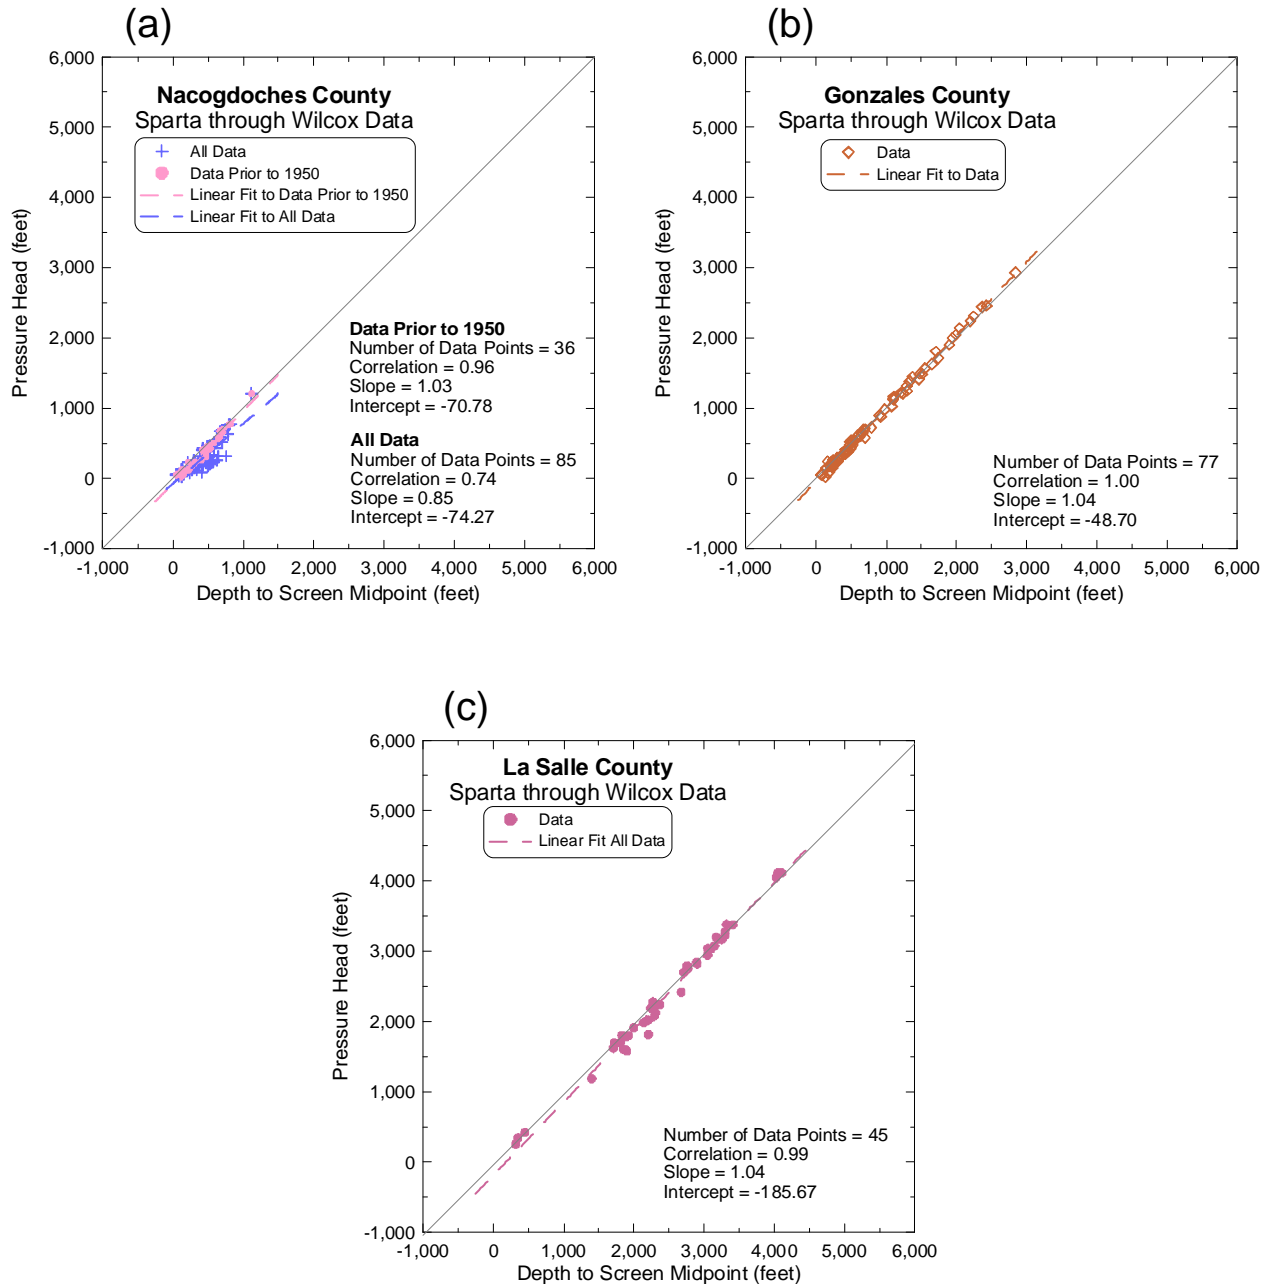 (a)
Nacogdoches County
Sparta through Wilcox Data
All Data
Data Prior to 1950
Linear Fit to Data Prior to 1950
Linear Fit to All Data
Pressure Head (feet)
6,000
5,000
4,000
3,000
2,000
1,000
0
-1,000
Data Prior to 1950
Number of Data Points = 36
Correlation = 0.96
Slope = 1.03
Intercept = -70.78
All Data
Number of Data Points = 85
Correlation = 0.74
Slope = 0.85
Intercept = -74.27
-1,000 0 1,000 2,000 3,000 4,000 5,000 6,000
Depth to Screen Midpoint (feet)
(b)
Gonzales County
Sparta through Wilcox Data
Data
Linear Fit to Data
Pressure Head (feet)
6,000
5,000
4,000
3,000
2,000
1,000
0
-1,000
Number of Data Points = 77
Correlation = 1.00
Slope = 1.04
Intercept = -48.70
-1,000 0 1,000 2,000 3,000 4,000 5,000 6,000
Depth to Screen Midpoint (feet)
(c)
La Salle County
Sparta through Wilcox Data
Data
Linear Fit All Data
Pressure Head (feet)
6,000
5,000
4,000
3,000
2,000
1,000
0
-1,000
Number of Data Points = 45
Correlation = 0.99
Slope = 1.04
Intercept = -185.67
-1,000 0 1,000 2,000 3,000 4,000 5,000 6,000
Depth to Screen Midpoint (feet)